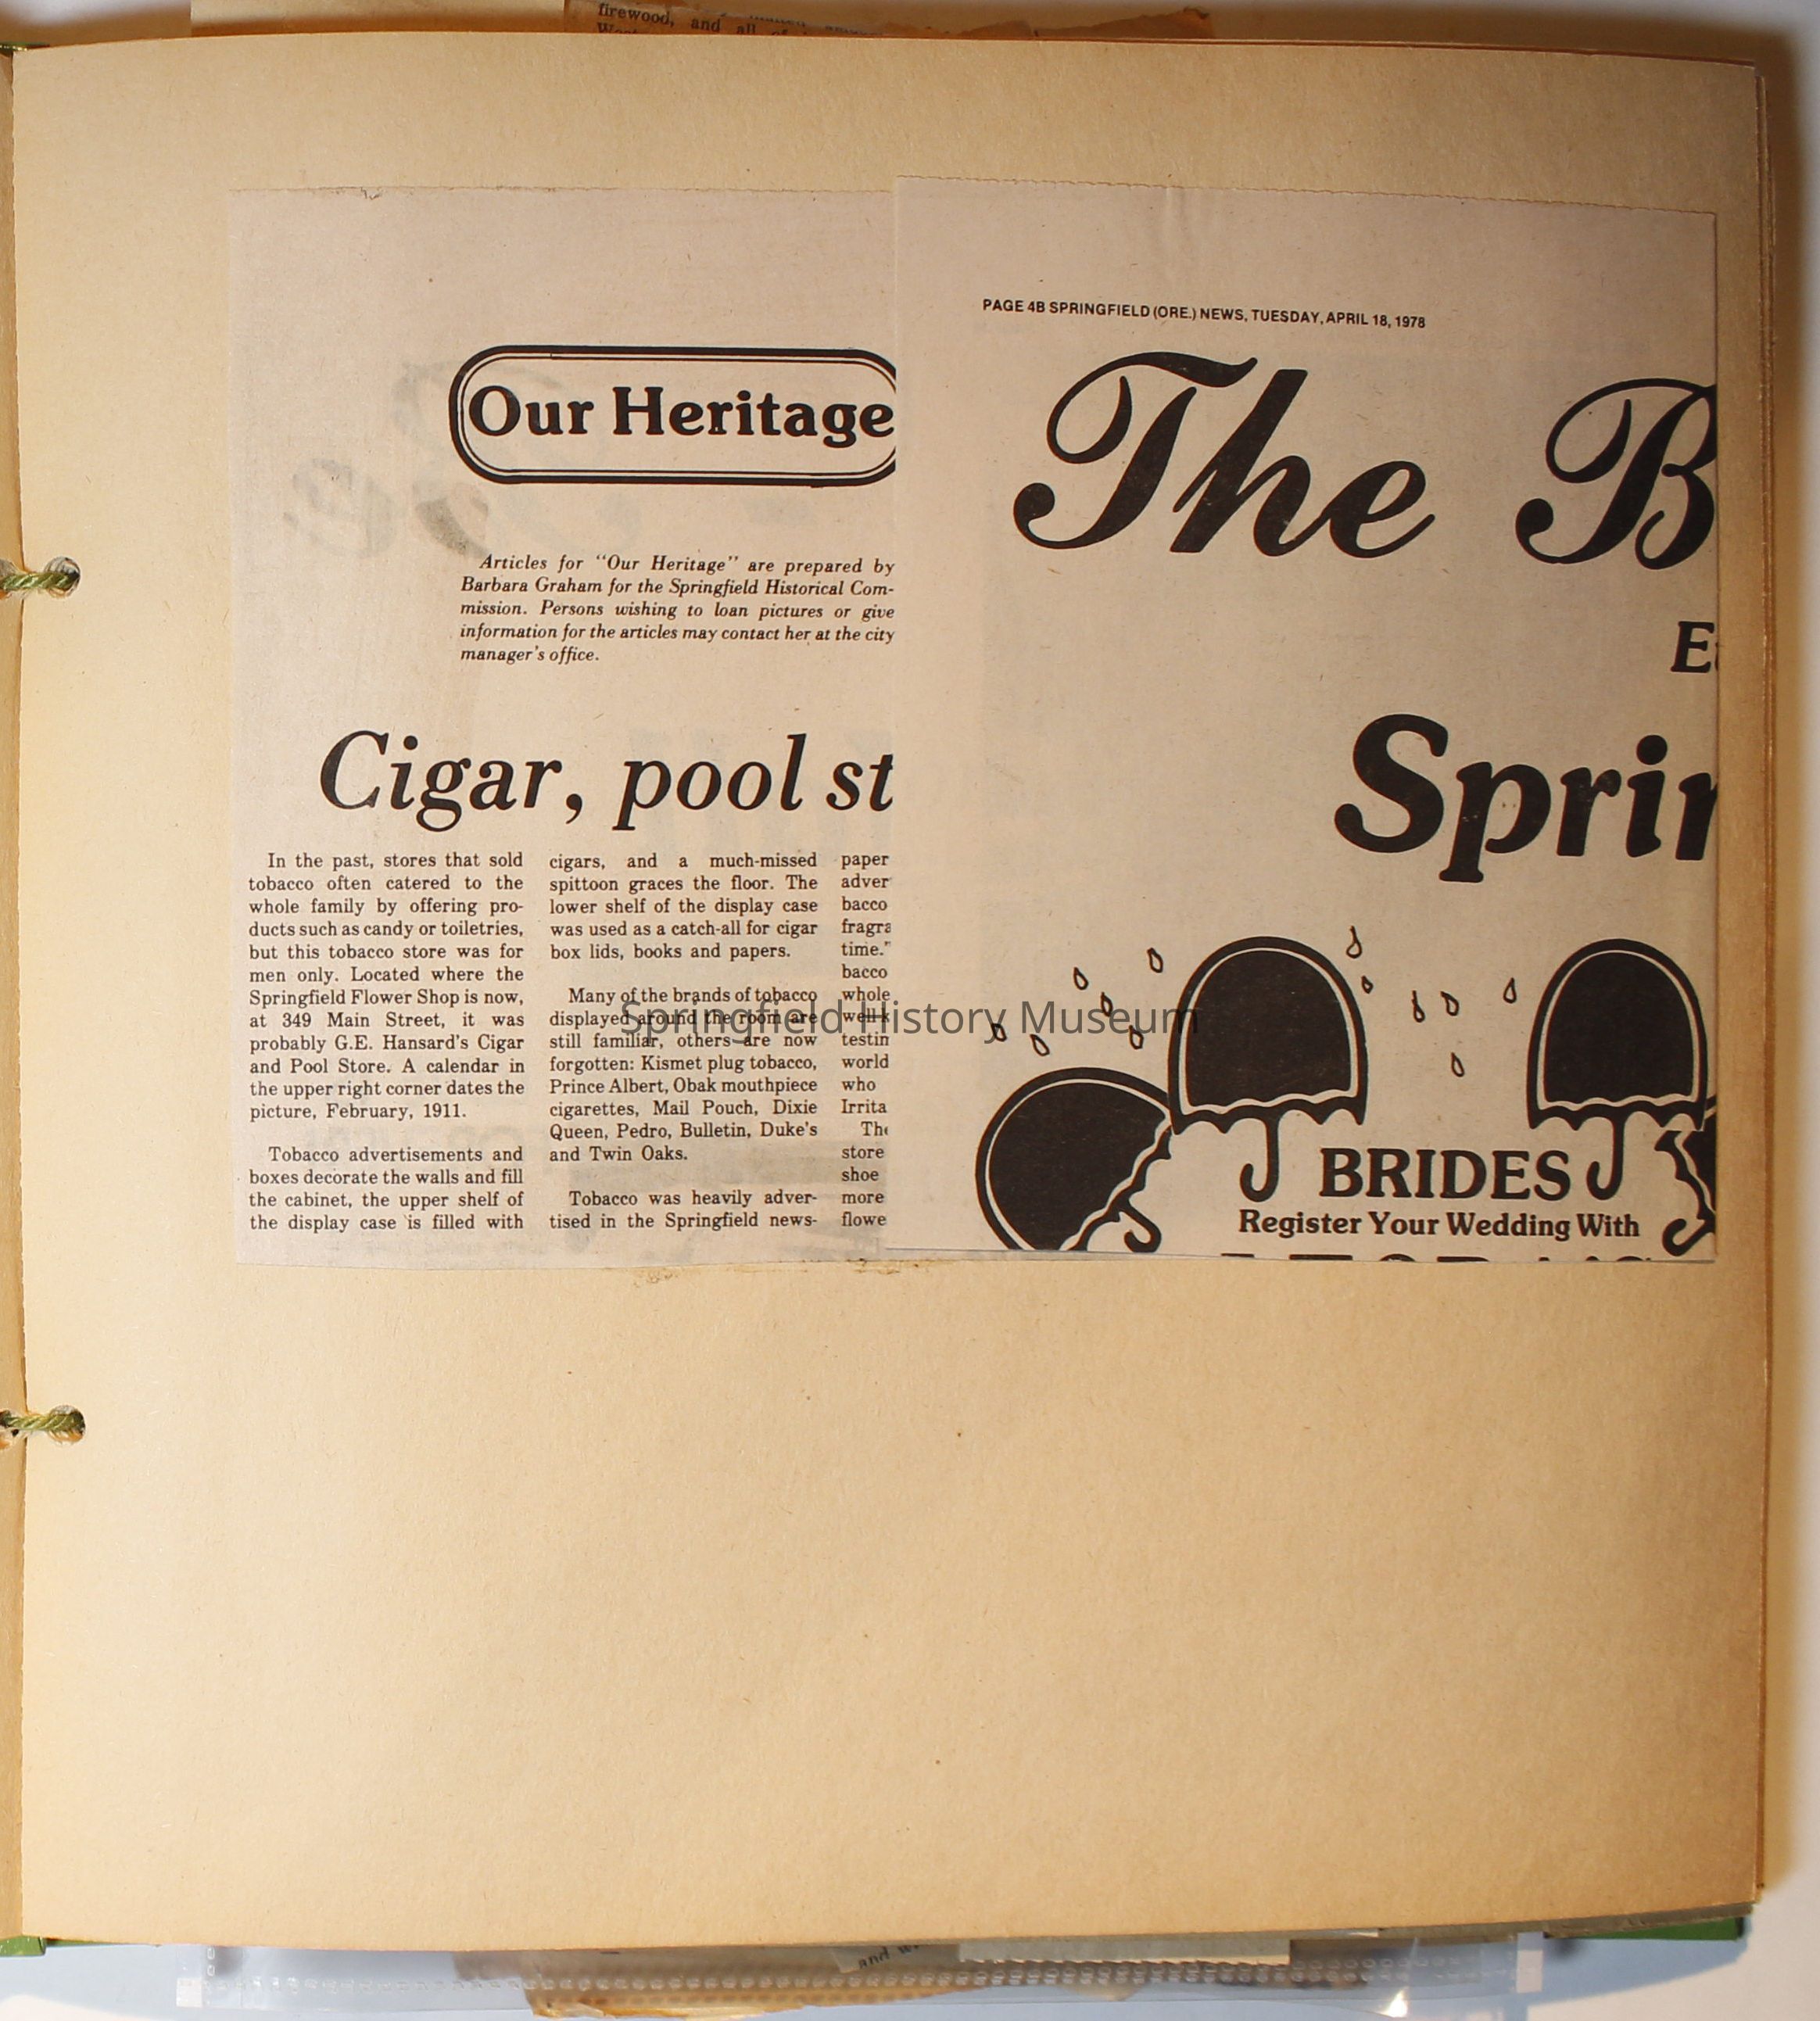 firewood, and all of
Our Heritage
Articles for "Our Heritage" are prepared by
Barbara Graham for the Springfield Historical Com-
mission. Persons wishing to loan pictures or give
information for the articles may contact her at the city
manager's office.
Cigar, pool st
In the past, stores that sold
tobacco often catered to the
whole family by offering pro-
ducts such as candy or toiletries,
but this tobacco store was for
men only. Located where the
Springfield Flower Shop is now,
at 349 Main Street, it was
probably G.E. Hansard's Cigar
and Pool Store. A calendar in
the upper right corner dates the
picture, February, 1911.
Tobacco advertisements and
boxes decorate the walls and fill
the cabinet, the upper shelf of
the display case is filled with
cigars, and a much-missed
spittoon graces the floor. The
lower shelf of the display case
was used as a catch-all for cigar
box lids, books and papers.
Many of the brands of tobacco
displayed around the room are
still familiar, others are now
forgotten: Kismet plug tobacco,
Prince Albert, Obak mouthpiece
cigarettes, Mail Pouch, Dixie
Queen, Pedro, Bulletin, Duke's
and Twin Oaks.
Tobacco was heavily adver-
tised in the Springfield news-
paper
adver
bacco
fragra
time."
bacco
whole
well-k
testin
world
who
Irrita
The
store
shoe
more
flowe
PAGE 4B SPRINGFIELD (ORE.) NEWS, TUESDAY, APRIL 18, 1978
The B
E
Sprin
BRIDES
Register Your Wedding With
Springfield History Museum
and w